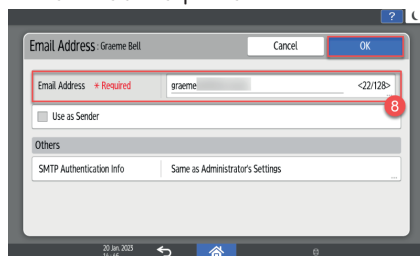 ?
Email Address : Graeme Bell
Cancel
OK
Email Address * Required
graeme
<22/128>
8
Use as Sender
Others
SMTP Authentication Info
Same as Administrator's Settings
...
20 Jan. 2023